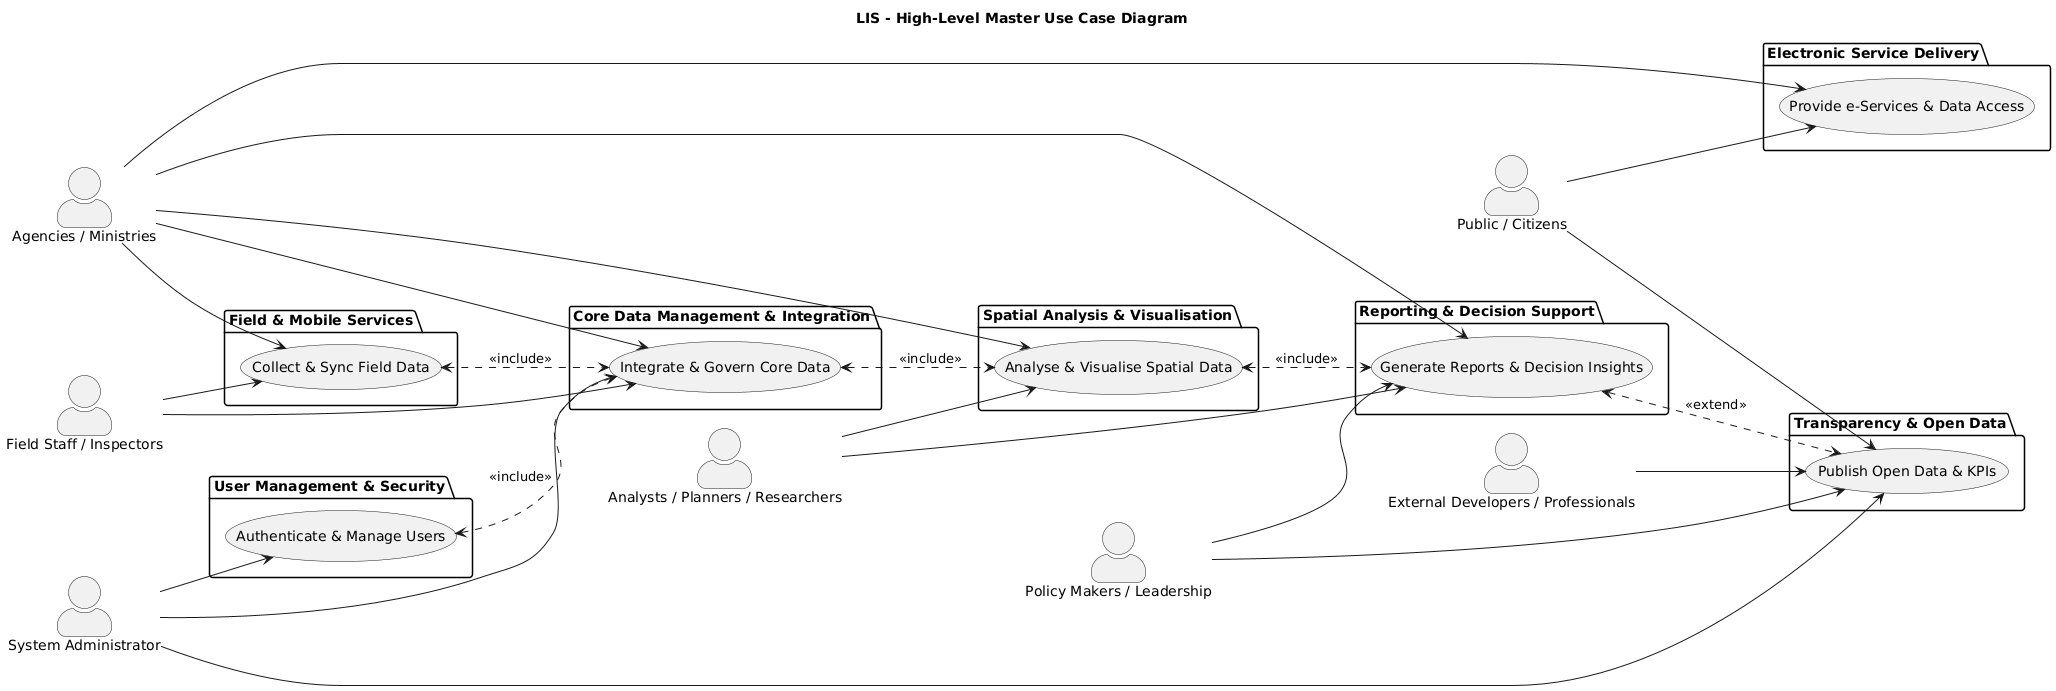 LIS - High-Level Master Use Case Diagram
Electronic Service Delivery
Provide e-Services & Data Access
Agencies / Ministries
Public / Citizens
Field & Mobile Services
Collect & Sync Field Data
«include»
Core Data Management & Integration
Integrate & Govern Core Data
«include»
Spatial Analysis & Visualisation
Analyse & Visualise Spatial Data
«include»
Reporting & Decision Support
Generate Reports & Decision Insights
«extend»
Transparency & Open Data
Publish Open Data & KPIs
Field Staff / Inspectors
Analysts / Planners / Researchers
External Developers / Professionals
User Management & Security
Authenticate & Manage Users
«include»
Policy Makers / Leadership
System Administrator